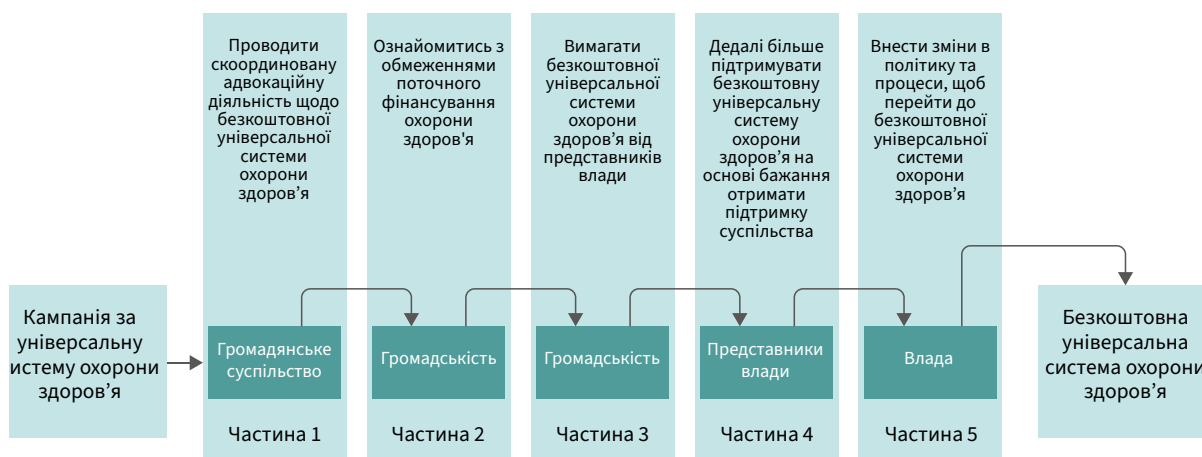 Проводити
скоординовану
адвокаційну
діяльність щодо
безкоштовної
універсальної
системи
охорони
здоров’я
Ознайомитись з
обмеженнями
поточного
фінансування
охорони
здоров'я
Вимагати
безкоштовної
універсальної
системи
охорони
здоров’я від
представників
влади
Дедалі більше
підтримувати
безкоштовну
універсальну
систему
охорони
здоров’я на
основі бажання
отримати
підтримку
суспільства
Внести зміни в
політику та
процеси, щоб
перейти до
безкоштовної
універсальної
системи
охорони
здоров’я
Кампанія за
універсальну
истему охорони
здоров’я
Громадянське
суспільство
Громадськість
Громадськість
Представники
влади
Влада
Безкоштовна
універсальна
система охорони
здоров’я
Частина 1
Частина 2
Частина 3
Частина 4
Частина 5